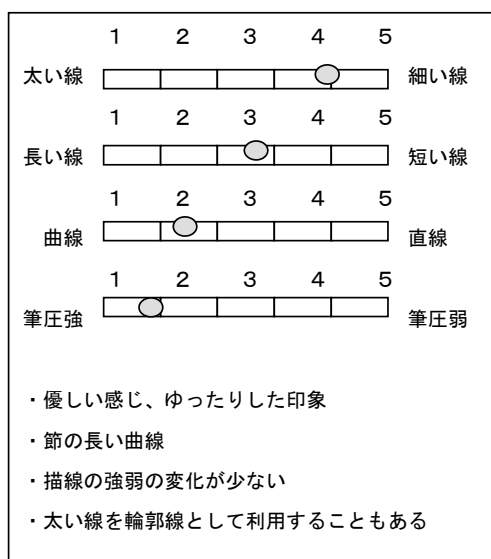 1 2 3 4 5
太い線 細い線
1 2 3 4 5
長い線 短い線
1 2 3 4 5
曲線 直線
1 2 3 4 5
筆圧強 筆圧弱
・優しい感じ、ゆったりした印象
・節の長い曲線
・描線の強弱の変化が少ない
・太い線を輪郭線として利用することもある